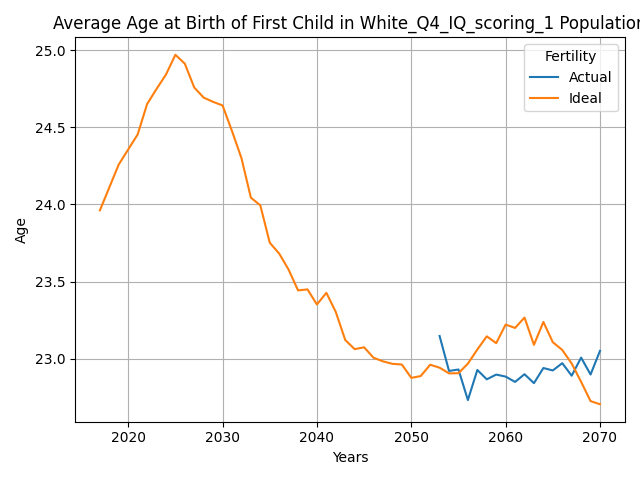 Average Age at Birth of First Child in White_Q4_IQ_scoring_1 Population
Fertility
Actual
Ideal
25.0
24.5
24.0
23.5
23.0
Age
2020 2030 2040 2050 2060 2070
Years